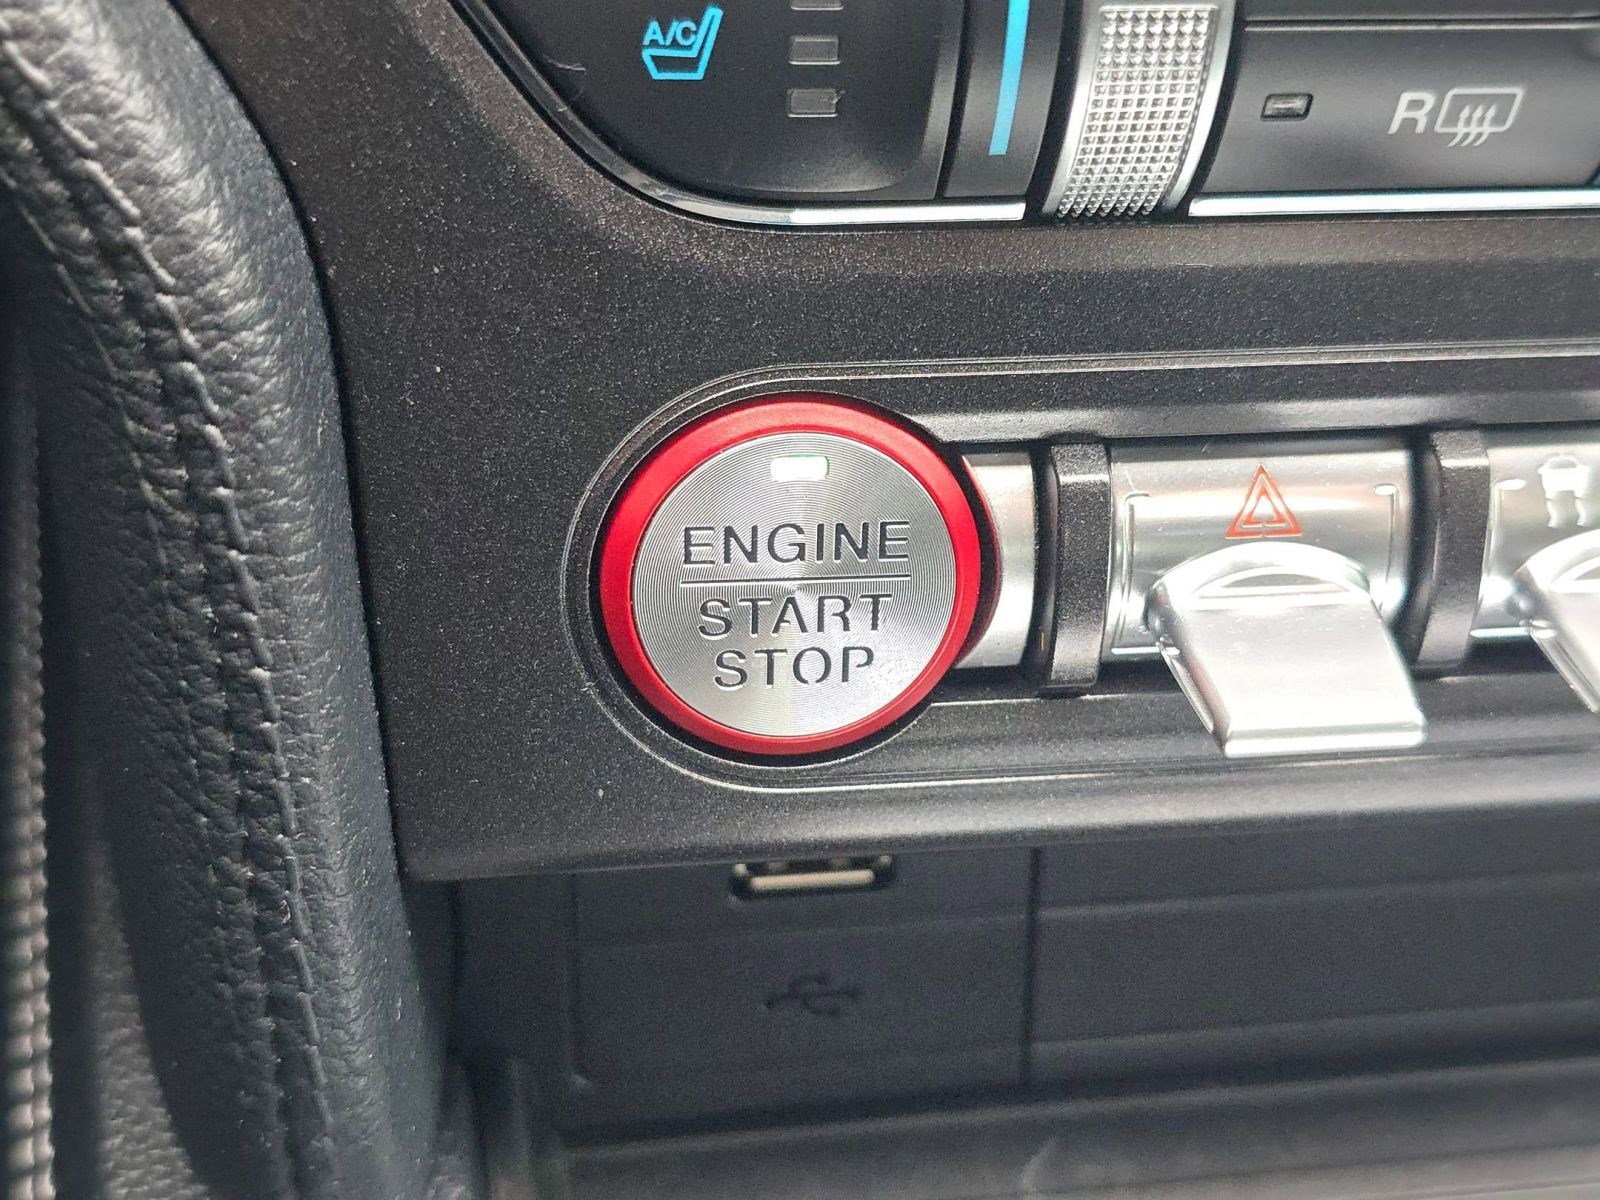 A/C
R
ENGINE
START
STOP